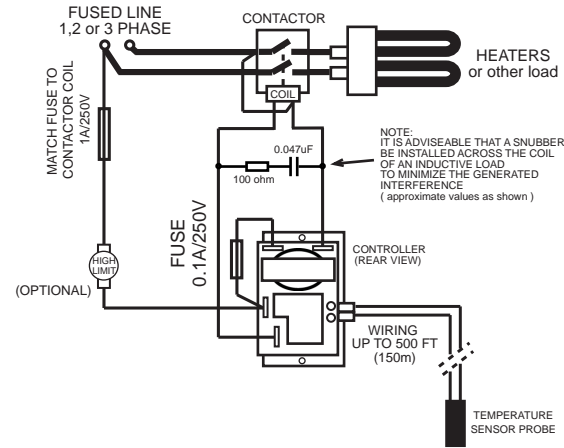 FUSED LINE
1,2 or 3 PHASE
CONTACTOR
COIL
HEATERS
or other load
MATCH FUSE TO
CONTACTOR COIL
1A/250V
NOTE:
IT IS ADVISEABLE THAT A SNUBBER
BE INSTALLED ACROSS THE COIL
OF AN INDUCTIVE LOAD
TO MINIMIZE THE GENERATED
INTERFERENCE
( approximate values as shown )
0.047uF
100 ohm
FUSE
0.1A/250V
HIGH
LIMIT
(OPTIONAL)
CONTROLLER
(REAR VIEW)
WIRING
UP TO 500 FT
(150m)
TEMPERATURE
SENSOR PROBE